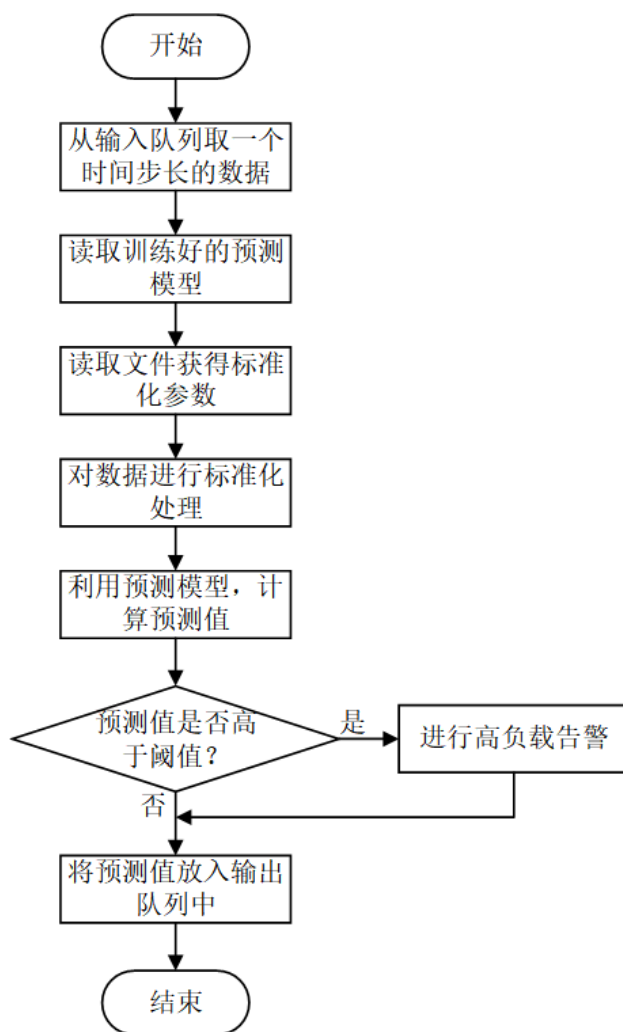 开始
从输入队列取一个
时间步长的数据
读取训练好的预测
模型
读取文件获得标准
化参数
对数据进行标准化
处理
利用预测模型，计
算预测值
预测值是否高
于阈值？
是
进行高负载告警
否
将预测值放入输出
队列中
结束